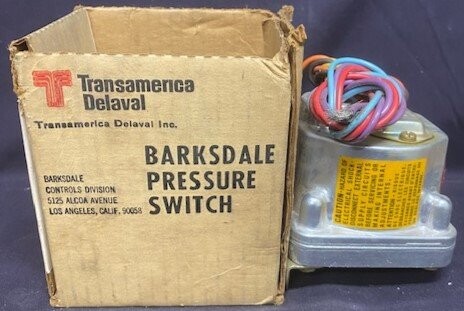 Transamerica
Delaval
Transamerica Delaval Inc.
BARKSDALE
PRESSURE
SWITCH
BARKSDALE
CONTROLS DIVISION
5125 ALCOA AVENUE
LOS ANGELES, CALIF. 90058
CAUTION